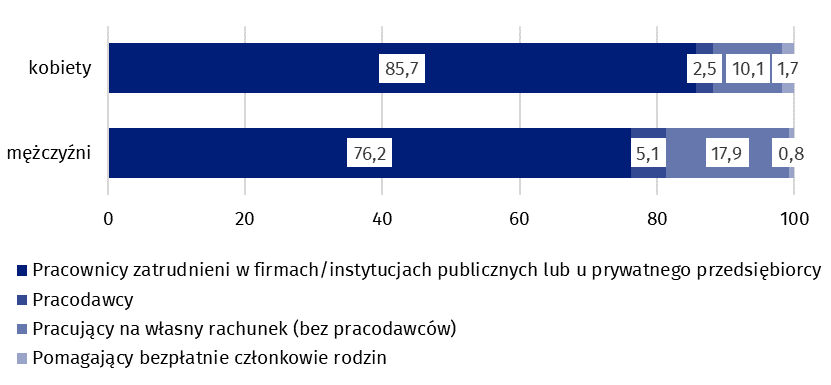 kobiety
85,7
2,5
10,1
1,7
mężczyźni
76,2
5,1
17,9
0,8
0
20
40
60
80
100
Pracownicy zatrudnieni w firmach/instytucjach publicznych lub u prywatnego przedsiębiorcy
Pracodawcy
Pracujący na własny rachunek (bez pracodawców)
Pomagający bezpłatnie członkowie rodzin